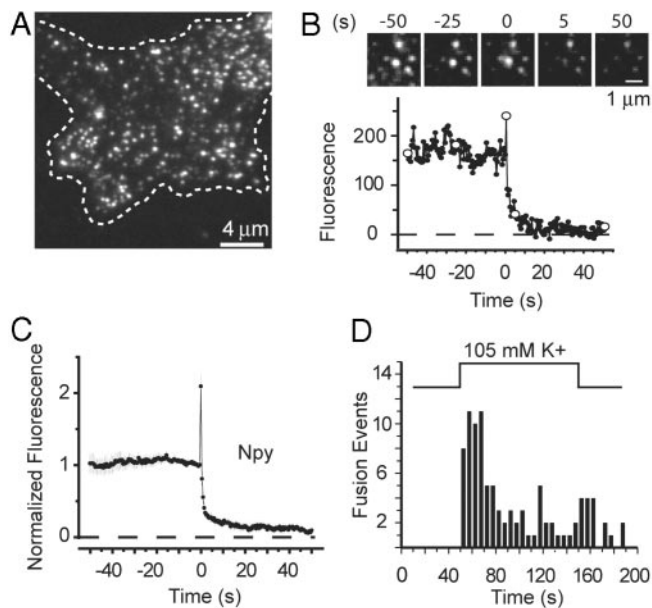 A
4 μm
B
(s) -50 -25 0 5 50
1 μm
Fluorescence
200
100
0
-40 -20 0 20 40
Time (s)
C
Normalized Fluorescence
2
1
0
Npy
-40 -20 0 20 40
Time (s)
D
105 mM K+
Fusion Events
14
10
6
2
0 40 80 120 160 200
Time (s)